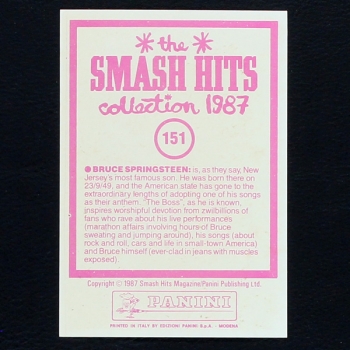 * the *
SMASH HITS
collection 1987
151
●BRUCE SPRINGSTEEN: is, as they say, New
Jersey's most famous son. He was born there on
23/9/49, and the American state has gone to the
extraordinary lengths of adopting one of his songs
as their anthem. "The Boss", as he is known,
inspires worshipful devotion from zwillbillions of
fans who rave about his live performances
(marathon affairs involving hours of Bruce
sweating and jumping around), his songs (about
rock and roll, cars and life in small-town America)
and Bruce himself (ever-clad in jeans with muscles
exposed).
Copyright © 1987 Smash Hits Magazine/Panini Publishing Ltd.
PANINI
PRINTED IN ITALY BY EDIZIONI PANINI S.p.A. - MODENA